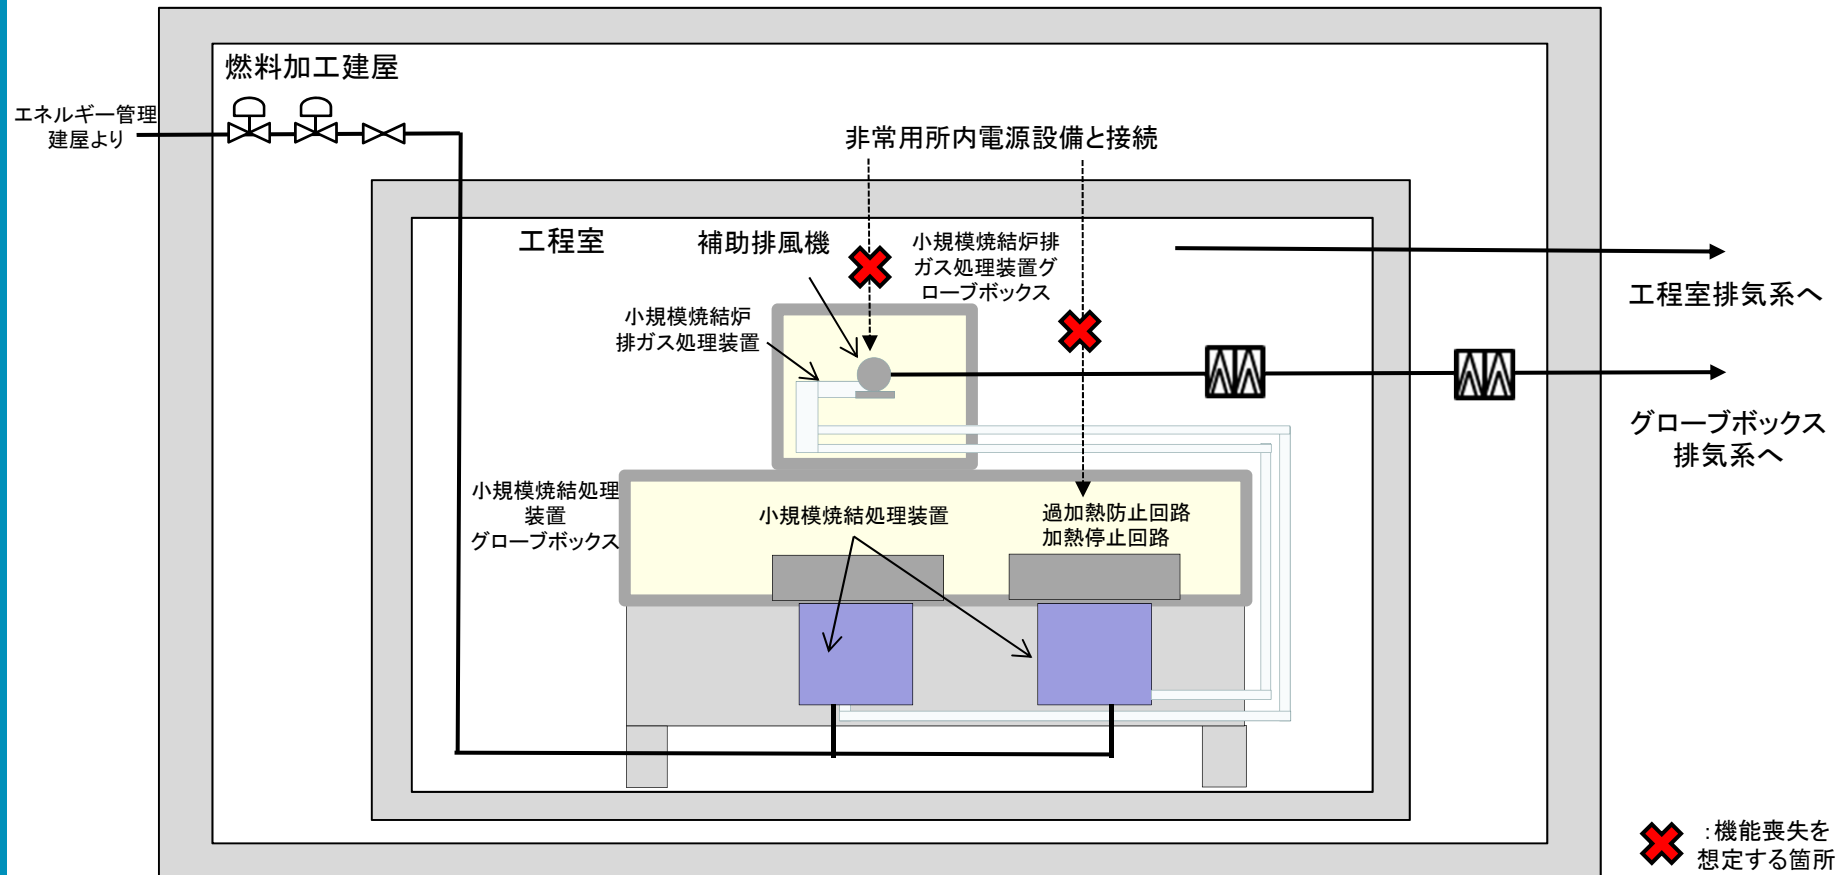 燃料加工建屋
エネルギー管理
建屋より
非常用所内電源設備と接続
工程室
補助排風機
小規模焼結炉排
ガス処理装置グ
ローブボックス
小規模焼結炉
排ガス処理装置
工程室排気系へ
グローブボックス
排気系へ
小規模焼結処理
装置
グローブボックス
小規模焼結処理装置
過加熱防止回路
加熱停止回路
:機能喪失を
想定する箇所